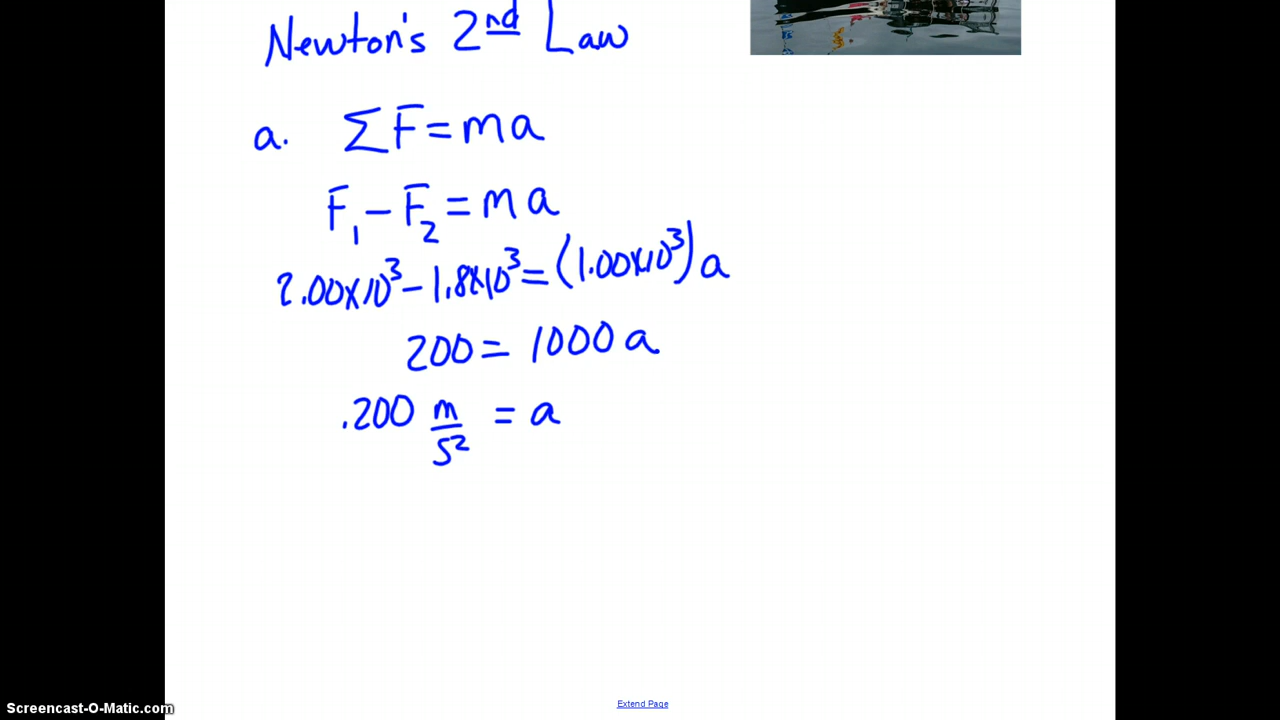 Newton's 2nd Law
a. ΣF = ma
F₁ - F₂ = ma
2.00x10³ - 1.8x10³ = (1.00x10³)a
200 = 1000a
.200 m/s² = a
Extend Page
Screencast-O-Matic.com